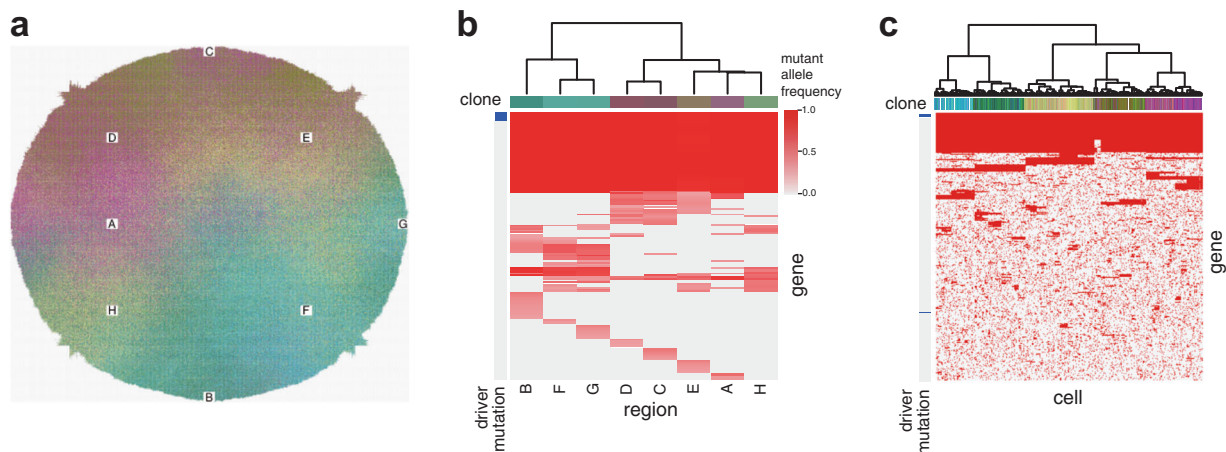 a
C
D
E
A
G
H
F
B
b
mutant
allele
frequency
clone
1.0
0.5
0.0
gene
B F G D C E A H
region
driver
mutation
c
clone
gene
cell
driver
mutation